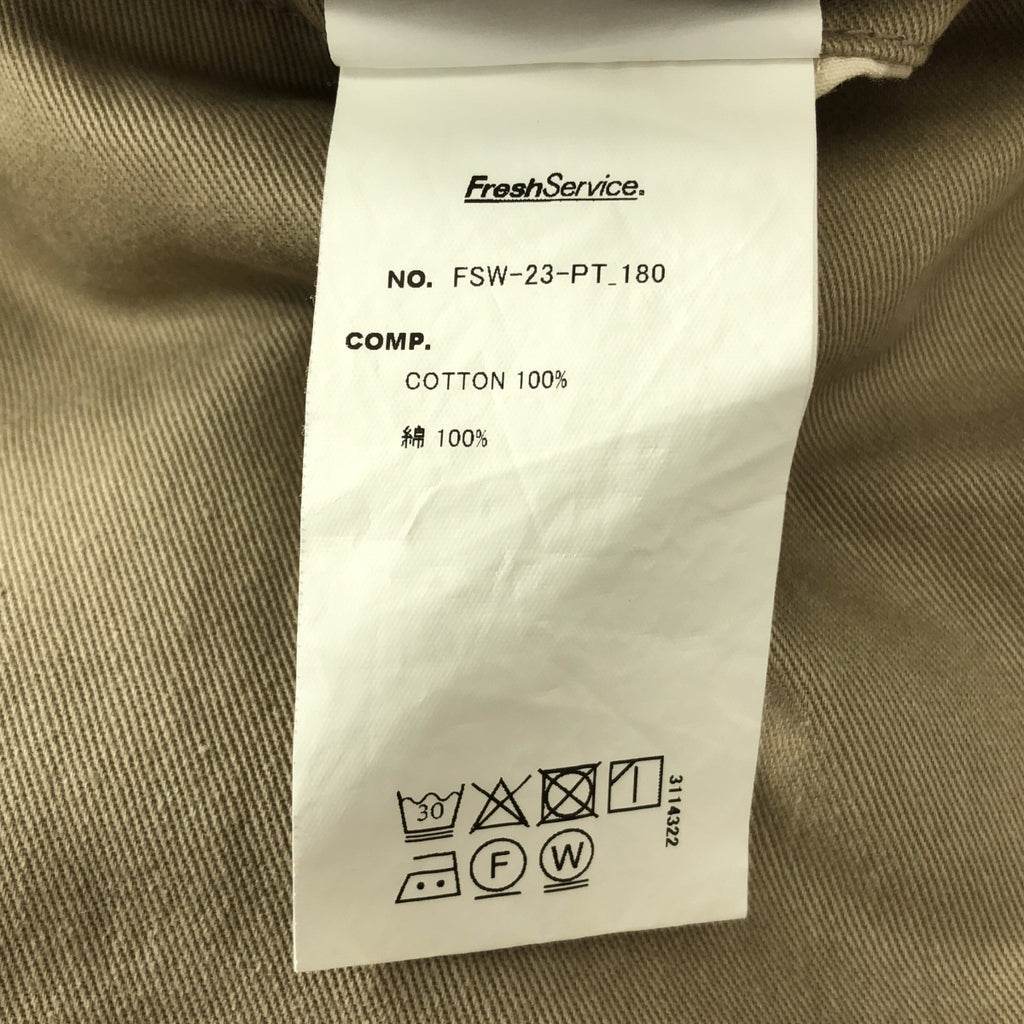 FreshService.
NO. FSW-23-PT_180
COMP.
COTTON 100%
綿 100%
30
3114322
F W